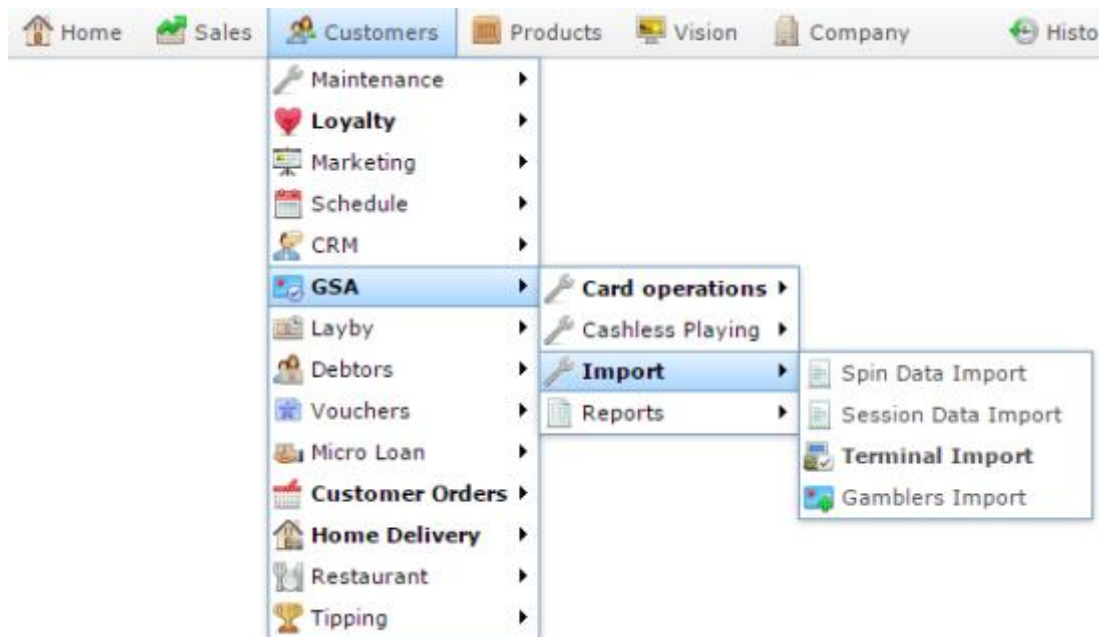 Home Sales Customers Products Vision Company Histo
Maintenance
Loyalty
Marketing
Schedule
CRM
GSA
Layby
Debtors
Vouchers
Micro Loan
Customer Orders
Home Delivery
Restaurant
Tipping
Card operations
Cashless Playing
Import
Reports
Spin Data Import
Session Data Import
Terminal Import
Gamblers Import